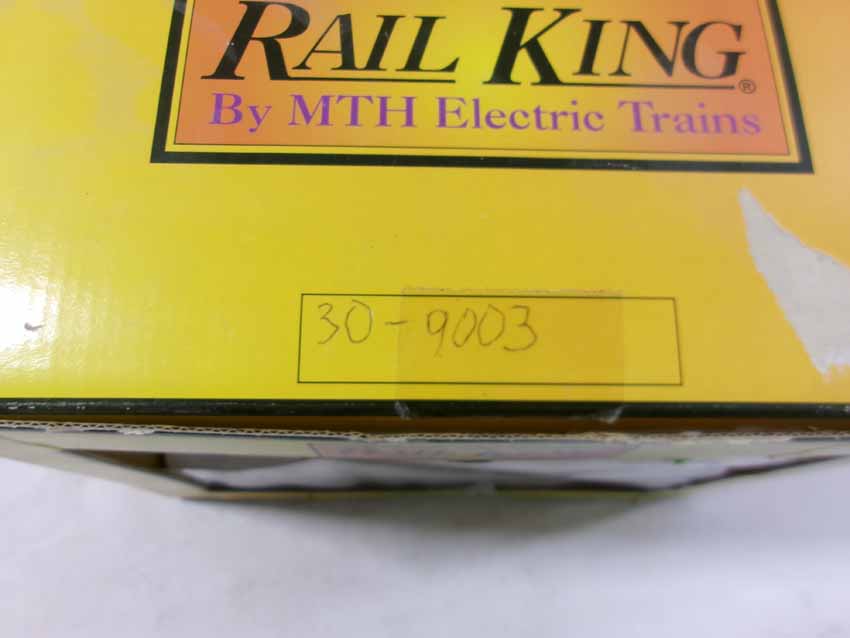 RAIL KING®
By MTH Electric Trains
30-9003